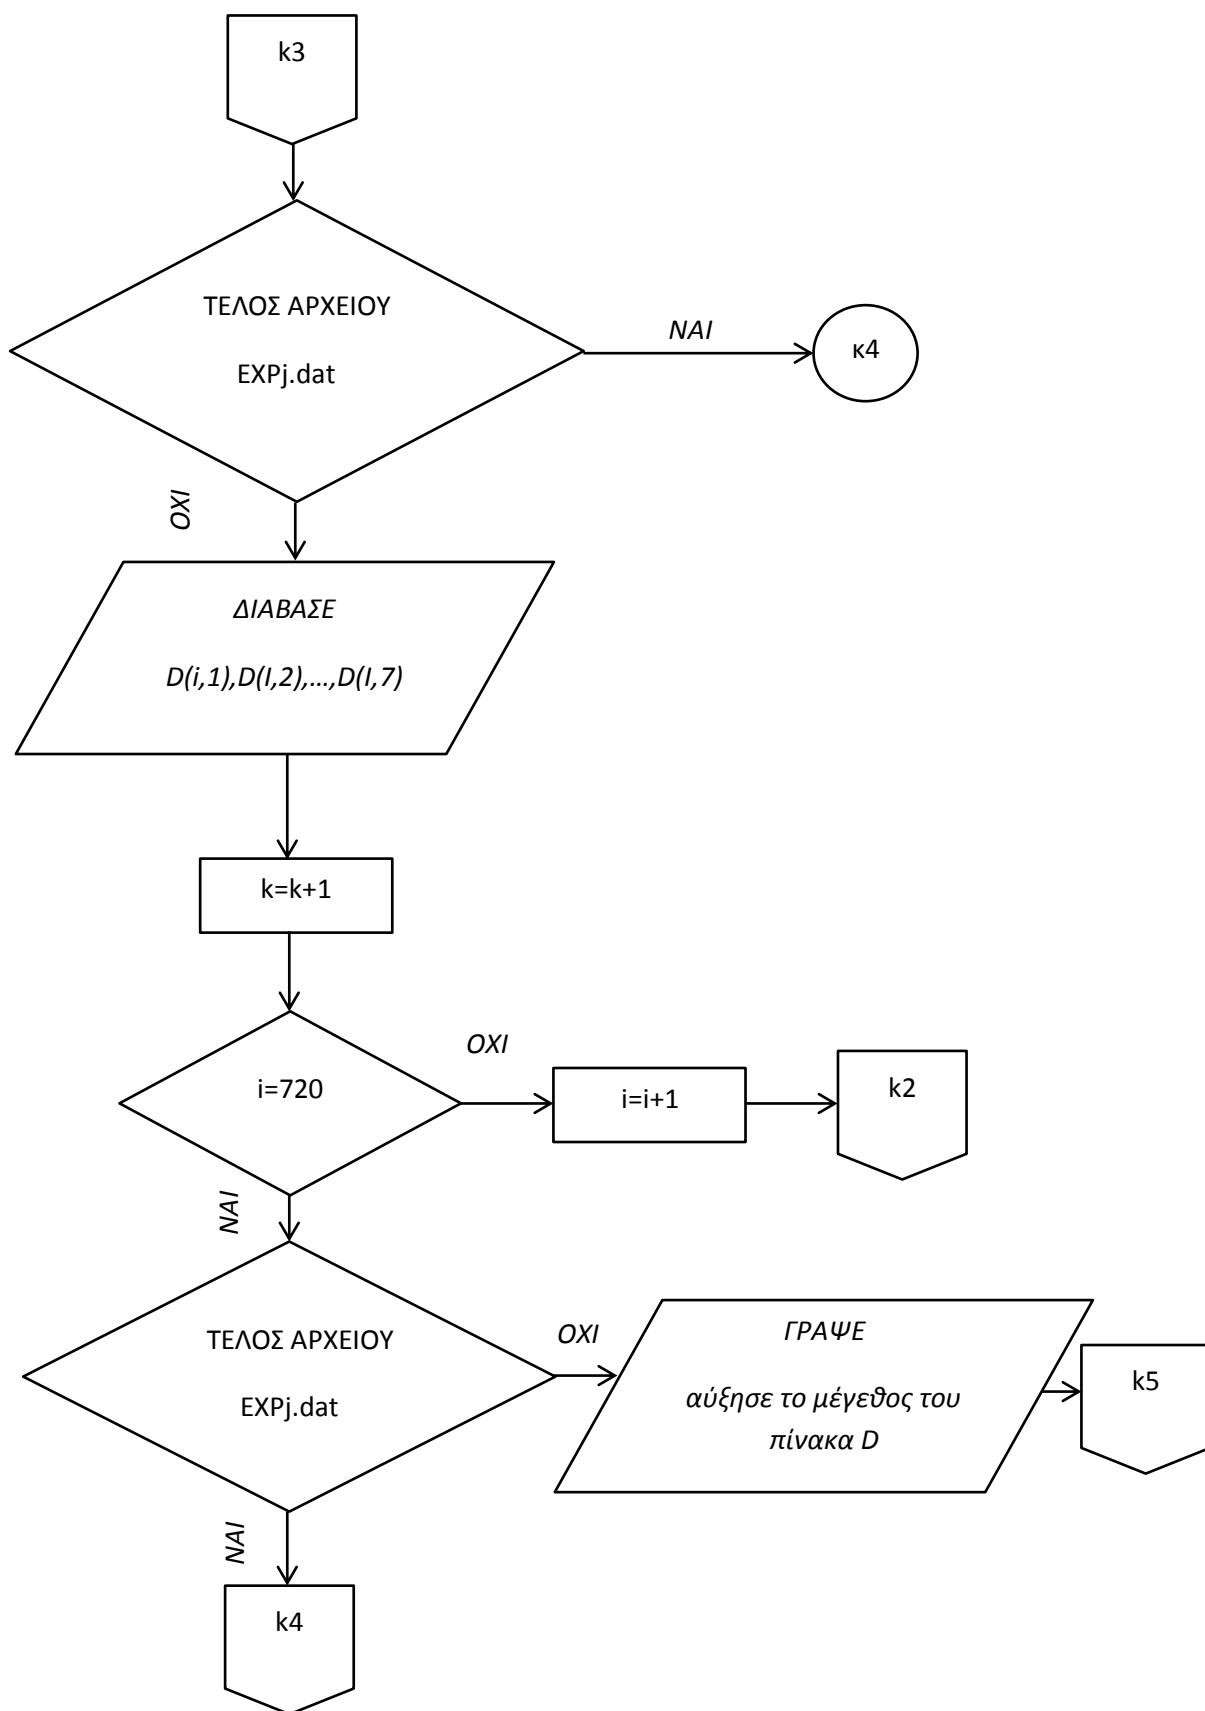 k3
ΤΕΛΟΣ ΑΡΧΕΙΟΥ
EXPj.dat
ΝΑΙ
κ4
ΟΧΙ
ΔΙΑΒΑΣΕ
D(i,1),D(I,2),...,D(I,7)
k=k+1
i=720
ΟΧΙ
i=i+1
k2
ΝΑΙ
ΤΕΛΟΣ ΑΡΧΕΙΟΥ
EXPj.dat
ΟΧΙ
ΓΡΑΨΕ
αύξησε το μέγεθος του
πίνακα D
k5
ΝΑΙ
k4